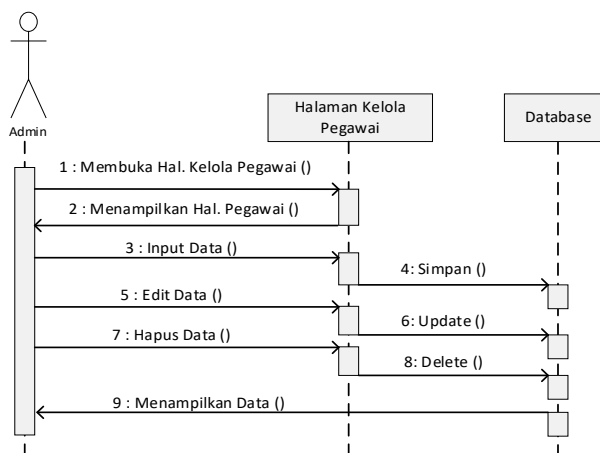 Admin
Halaman Kelola
Pegawai
Database
1 : Membuka Hal. Kelola Pegawai ()
2 : Menampilkan Hal. Pegawai ()
3 : Input Data ()
4: Simpan ()
5 : Edit Data ()
6: Update ()
7 : Hapus Data ()
8: Delete ()
9 : Menampilkan Data ()